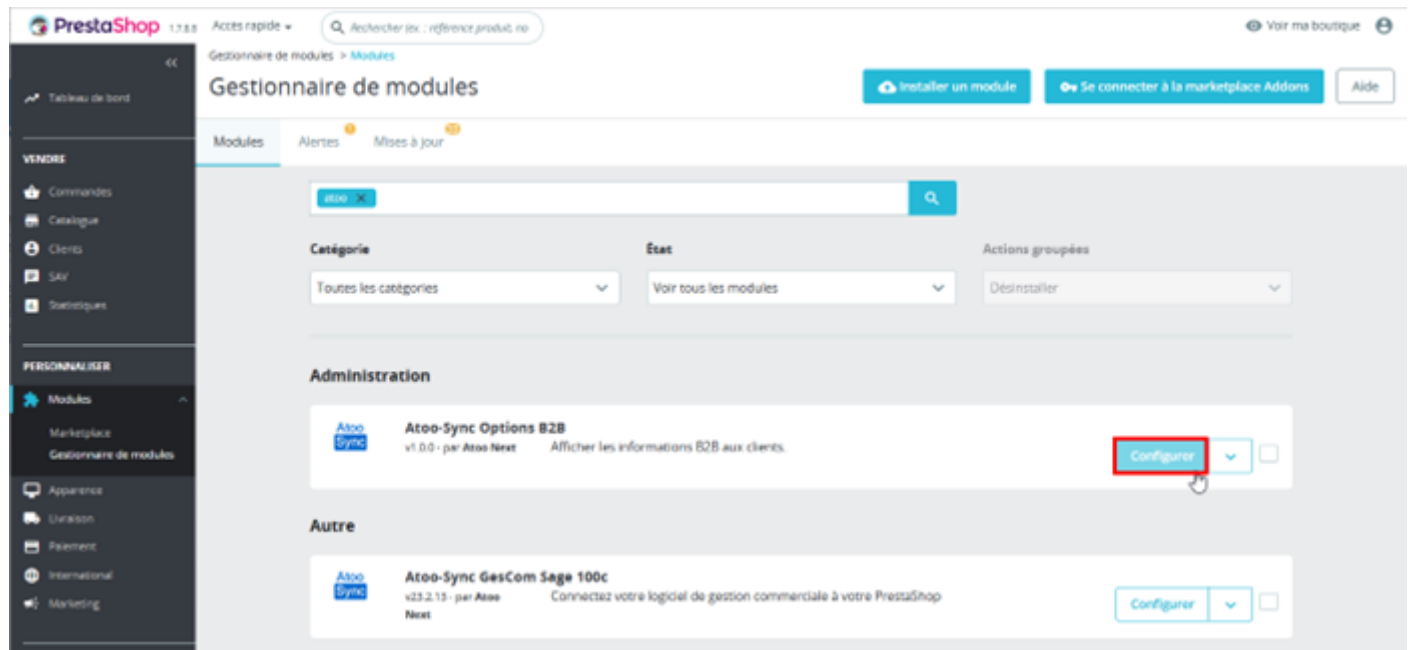 PrestaShop 1.7.8.8 Accès rapide Rechercher (ex. : référence produit, no Voir ma boutique
Gestionnaire de modules > Modules
Gestionnaire de modules
Installer un module Se connecter à la marketplace Addons Aide
Modules Alertes Mises à jour
Tableau de bord
VENDRE
Commandes
Catalogue
Clients
SAV
Statistiques
PERSONNALISER
Modules
Marketplace
Gestionnaire de modules
Apparence
Livraison
Paiement
International
Marketing
atoo
Catégorie État Actions groupées
Toutes les catégories Voir tous les modules Désinstaller
Administration
Atoo-Sync Options B2B
Atoo
Sync
v1.0.0 - par Atoo Next Afficher les informations B2B aux clients.
Configurer
Autre
Atoo-Sync GesCom Sage 100c
Atoo
Sync
v23.2.13 - par Atoo Connectez votre logiciel de gestion commerciale à votre PrestaShop
Next
Configurer